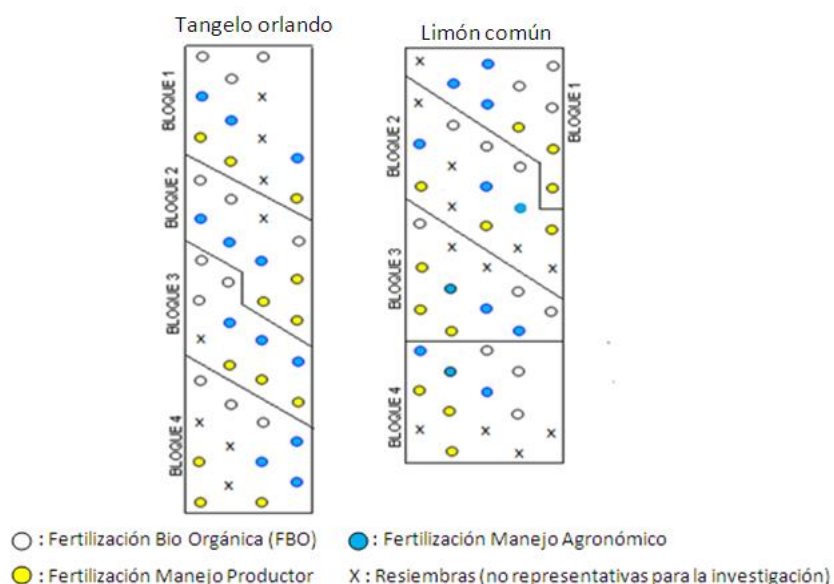 Tangelo orlando
Limón común
BLOQUE 1
BLOQUE 2
BLOQUE 3
BLOQUE 4
BLOQUE 1
BLOQUE 2
BLOQUE 3
BLOQUE 4
: Fertilización Bio Orgánica (FBO)
: Fertilización Manejo Agronómico
: Fertilización Manejo Productor
X : Resiembras (no representativas para la investigación)